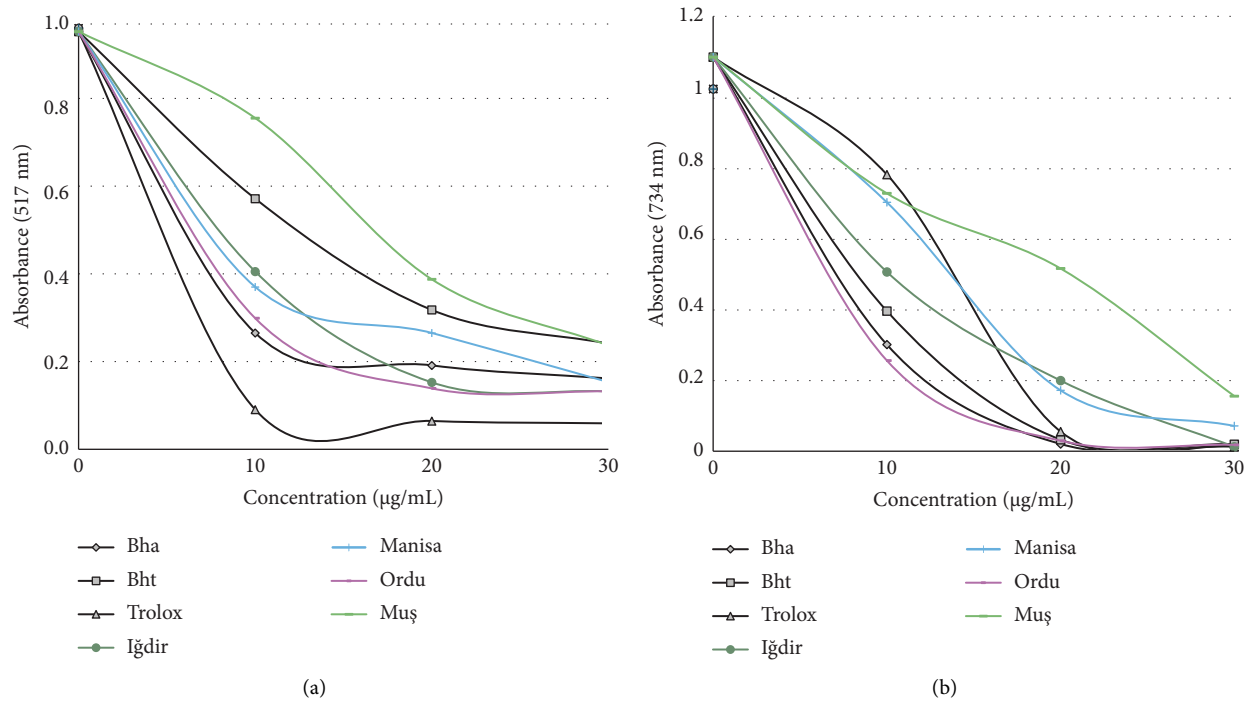 1.0
0.8
0.6
0.4
0.2
0.0
0
10
20
30
Absorbance (517 nm)
Concentration (μg/mL)
Bha
Bht
Trolox
Iğdir
Manisa
Ordu
Muş
(a)
1.2
1
0.8
0.6
0.4
0.2
0
0
10
20
30
Absorbance (734 nm)
Concentration (μg/mL)
Bha
Bht
Trolox
Iğdir
Manisa
Ordu
Muş
(b)